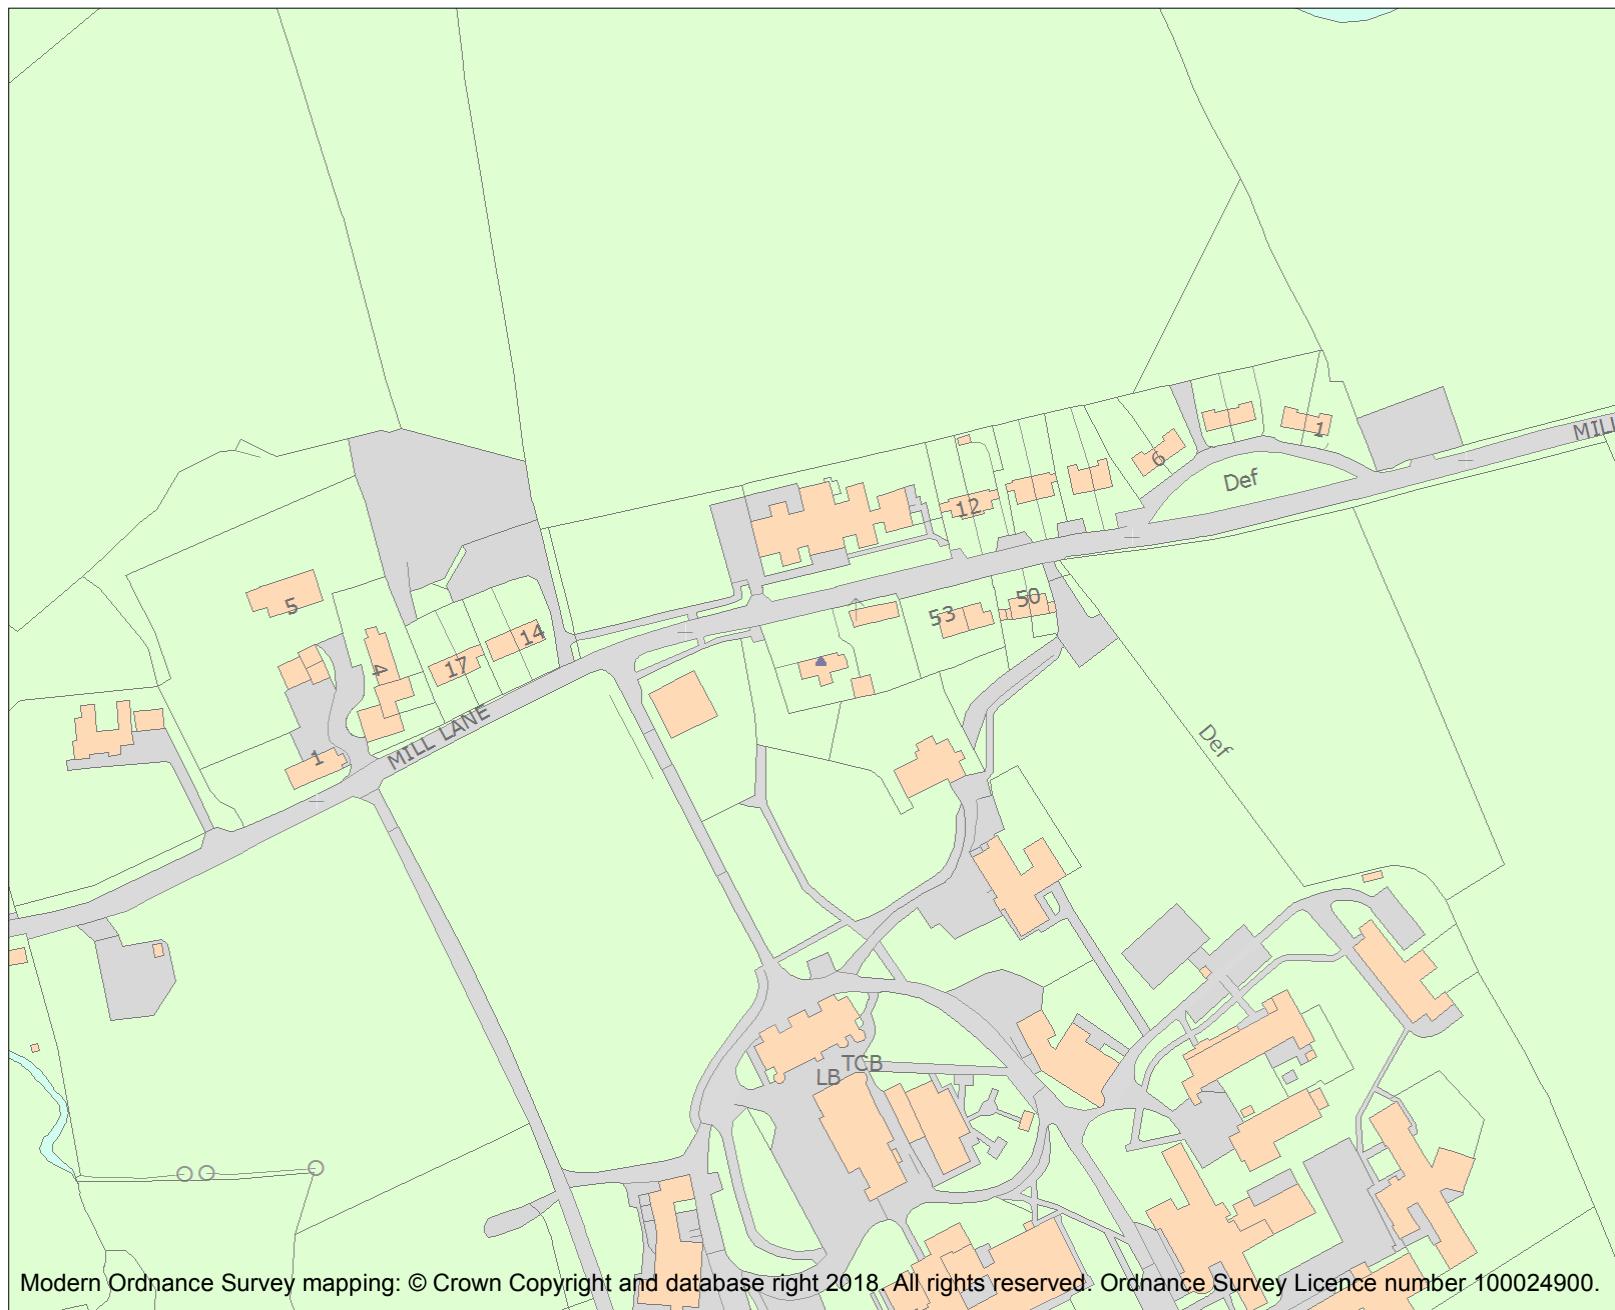 1
MILL
6
Def
12
5
50
53
14
4
17
MILL LANE
1
Def
TCB
LB
Modern Ordnance Survey mapping: © Crown Copyright and database right 2018. All rights reserved. Ordnance Survey Licence number 100024900.